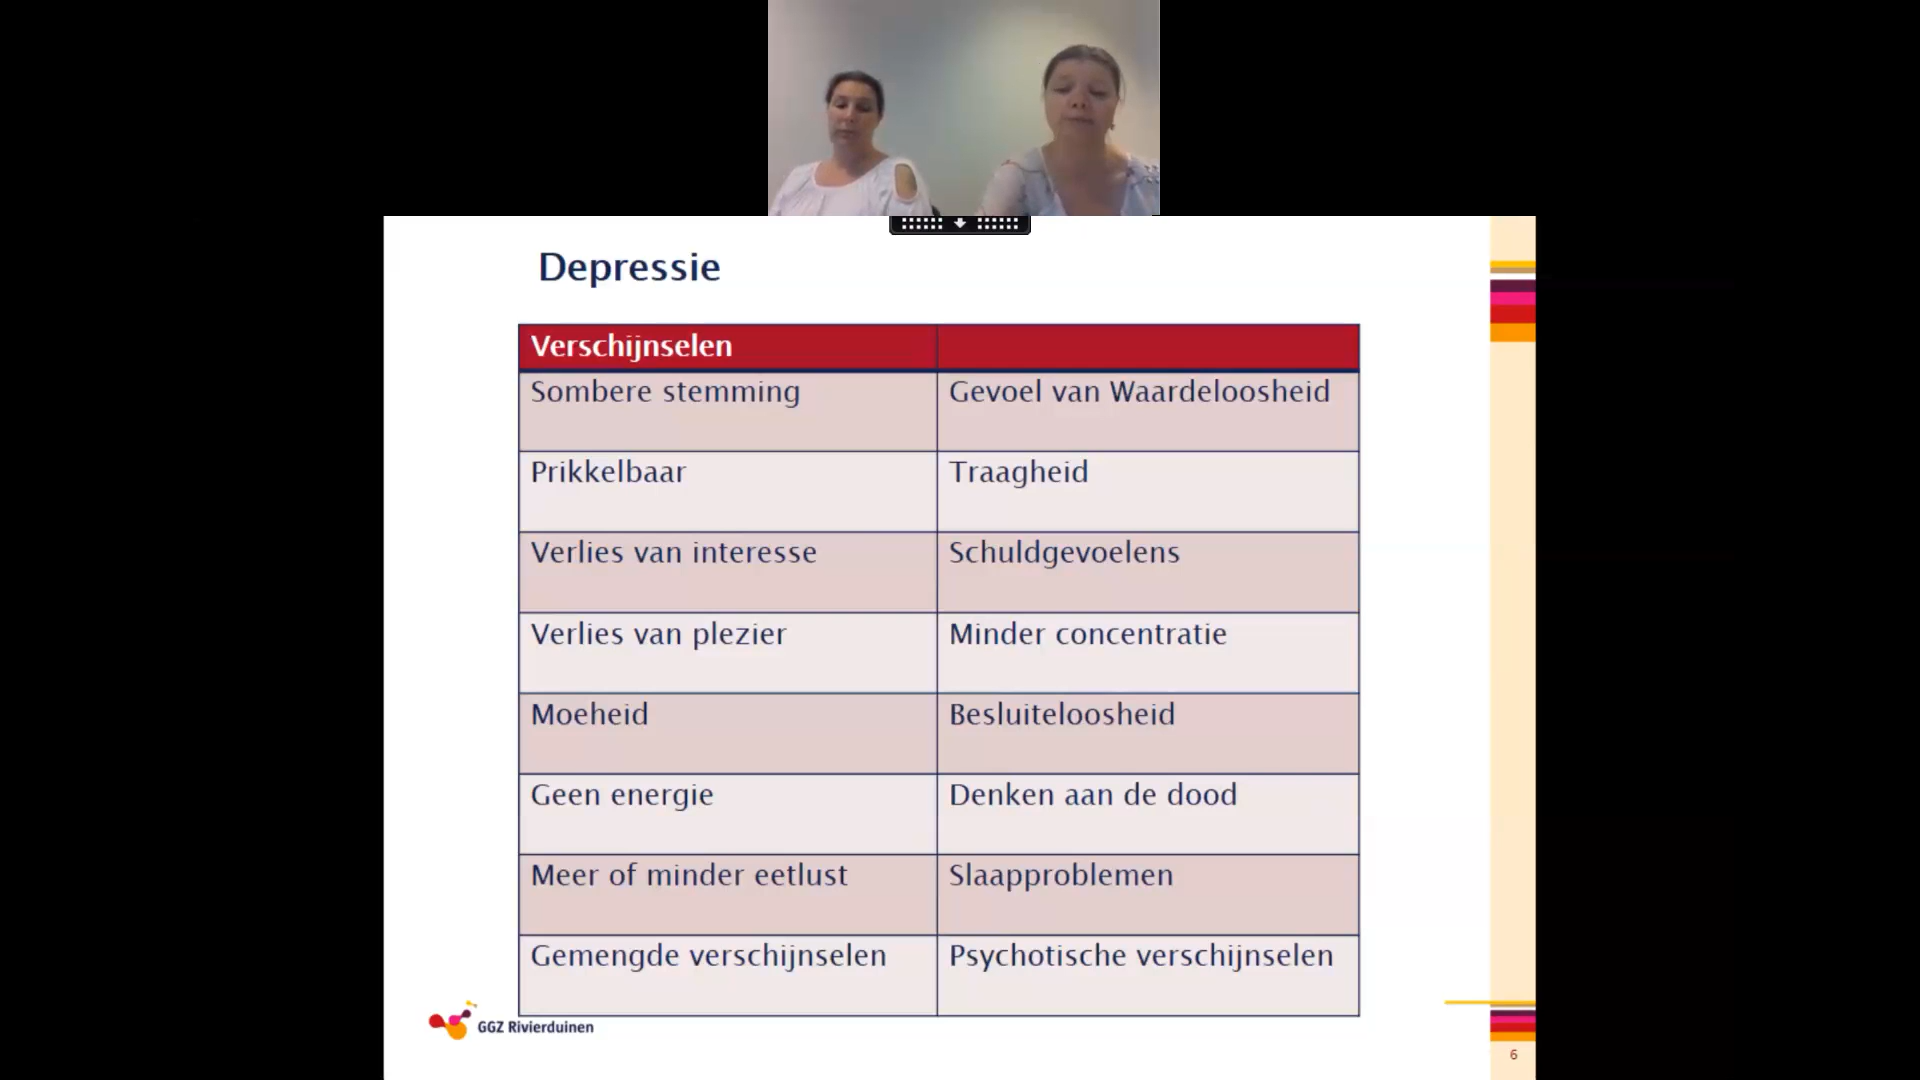 Depressie
Verschijnselen
Sombere stemming Gevoel van Waardeloosheid
Prikkelbaar Traagheid
Verlies van interesse Schuldgevoelens
Verlies van plezier Minder concentratie
Moeheid Besluiteloosheid
Geen energie Denken aan de dood
Meer of minder eetlust Slaapproblemen
Gemengde verschijnselen Psychotische verschijnselen
GGZ Rivierduinen
6